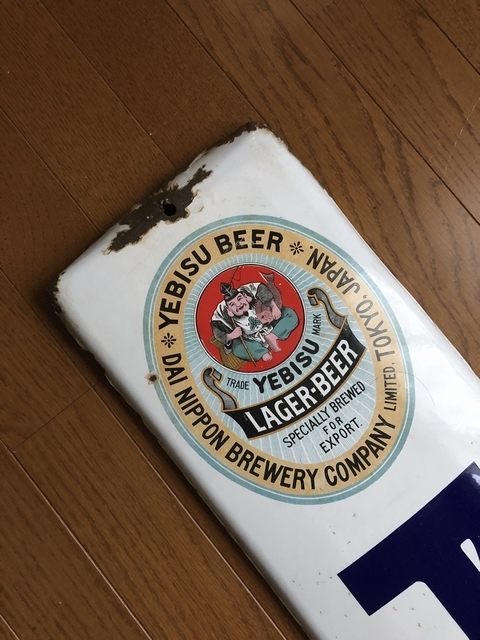 YEBISU BEER
DAI NIPPON BREWERY COMPANY LIMITED. TOKYO, JAPAN.
TRADE MARK
YEBISU
LAGER-BEER
SPECIALLY BREWED
FOR
EXPORT.